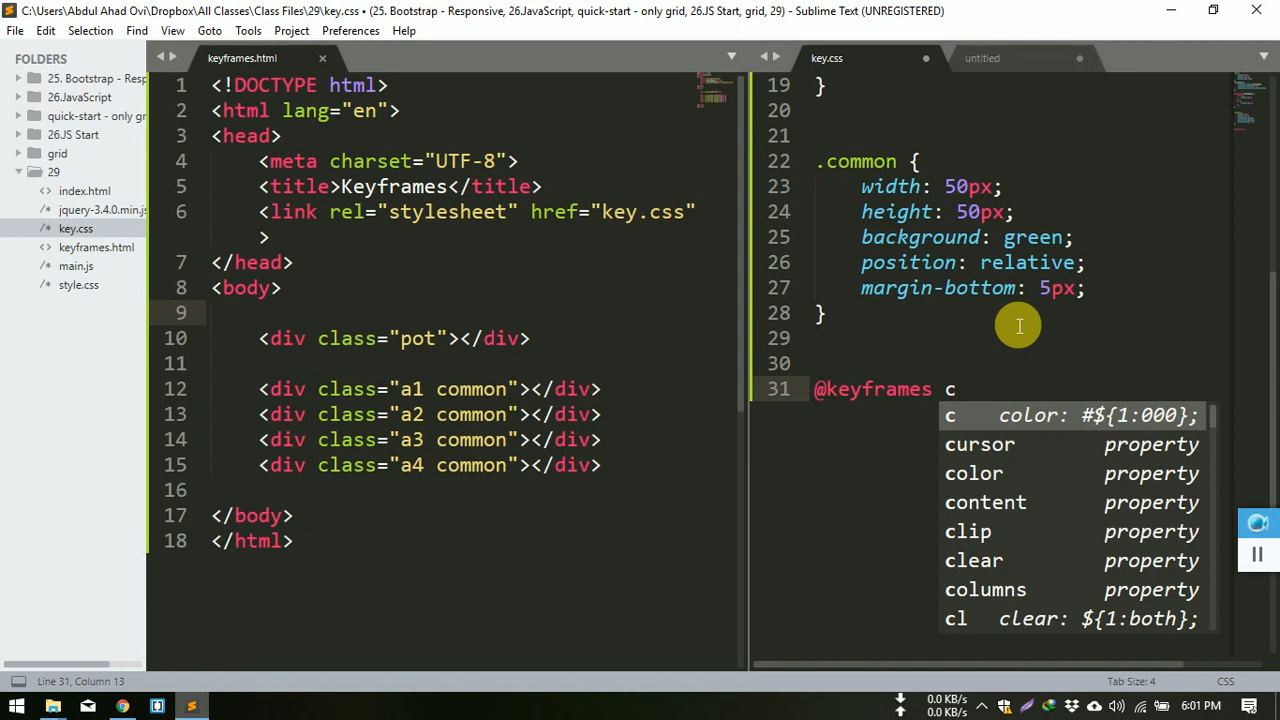 C:\Users\Abdul Ahad Ovi\Dropbox\All Classes\Class Files\29\key.css • (25. Bootstrap - Responsive, 26.JavaScript, quick-start - only grid, 26.JS Start, grid, 29) - Sublime Text (UNREGISTERED)
File Edit Selection Find View Goto Tools Project Preferences Help
FOLDERS
25. Bootstrap - Resp
26.JavaScript
quick-start - only gr
26.JS Start
grid
29
index.html
jquery-3.4.0.min.js
key.css
keyframes.html
main.js
style.css
keyframes.html
1 <!DOCTYPE html>
2 <html lang="en">
3 <head>
4 <meta charset="UTF-8">
5 <title>Keyframes</title>
6 <link rel="stylesheet" href="key.css"
>
7 </head>
8 <body>
9
10 <div class="pot"></div>
11
12 <div class="a1 common"></div>
13 <div class="a2 common"></div>
14 <div class="a3 common"></div>
15 <div class="a4 common"></div>
16
17 </body>
18 </html>
key.css untitled
19 }
20
21
22 .common {
23 width: 50px;
24 height: 50px;
25 background: green;
26 position: relative;
27 margin-bottom: 5px;
28 }
29
30
31 @keyframes c
c color: #${1:000};
cursor property
color property
content property
clip property
clear property
columns property
cl clear: ${1:both};
Line 31, Column 13 Tab Size: 4 CSS
0.0 KB/s
0.0 KB/s
6:01 PM